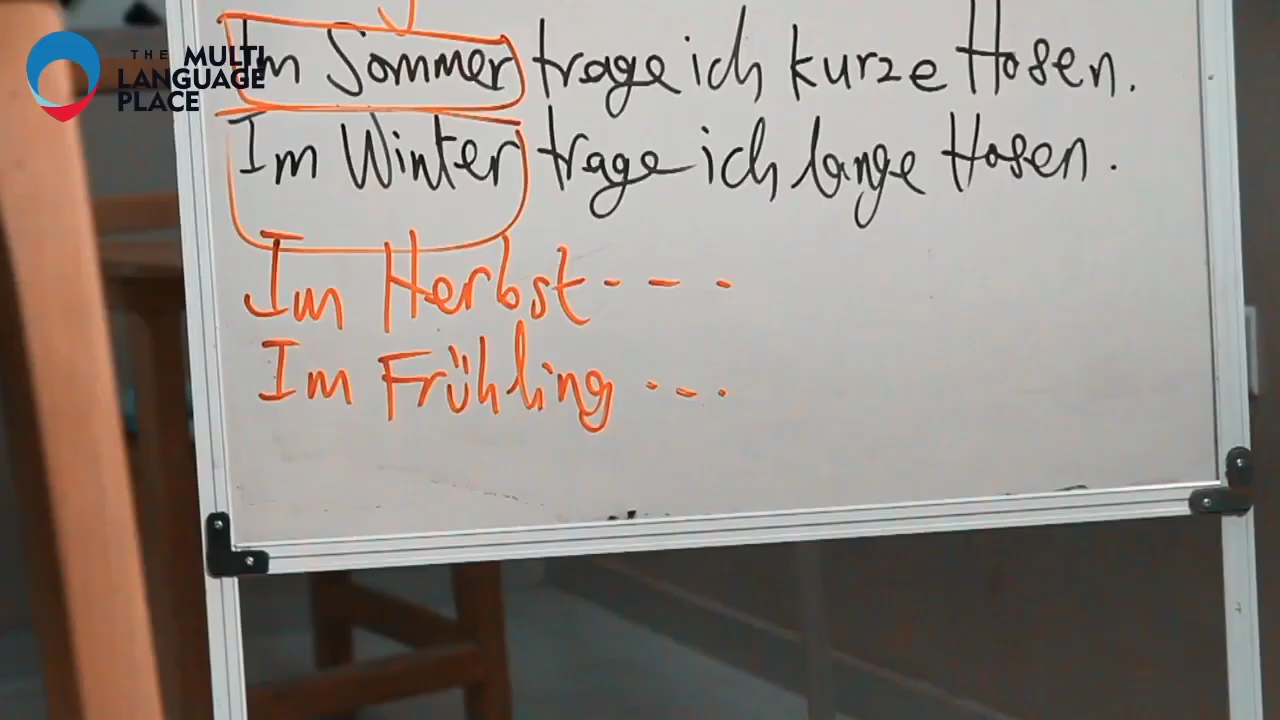 THE MULTI
LANGUAGE
PLACE
Im Sommer trage ich kurze Hosen.
Im Winter trage ich lange Hosen.
Im Herbst - - - -
Im Frühling . - - .